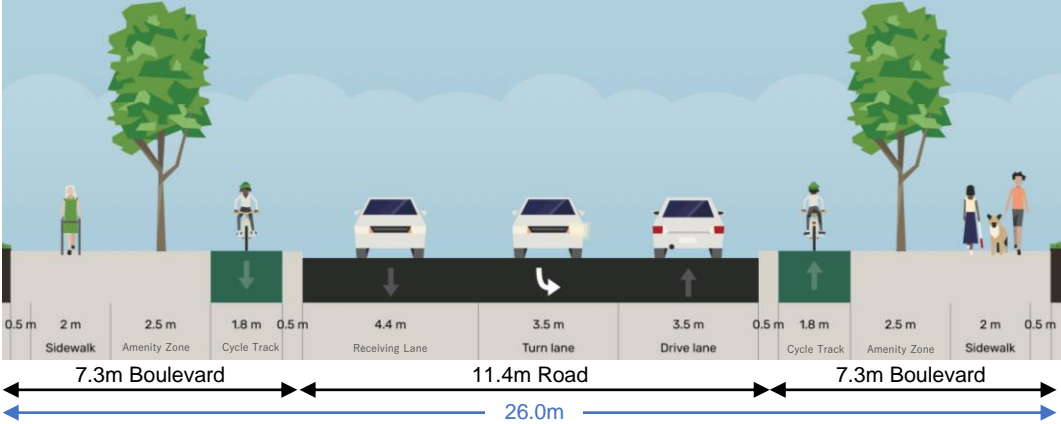 0.5 m 2 m 2.5 m 1.8 m 0.5 m 4.4 m 3.5 m 3.5 m 0.5 m 1.8 m 2.5 m 2 m 0.5 m
Sidewalk Amenity Zone Cycle Track Receiving Lane Turn lane Drive lane Cycle Track Amenity Zone Sidewalk
7.3m Boulevard 11.4m Road 7.3m Boulevard
26.0m